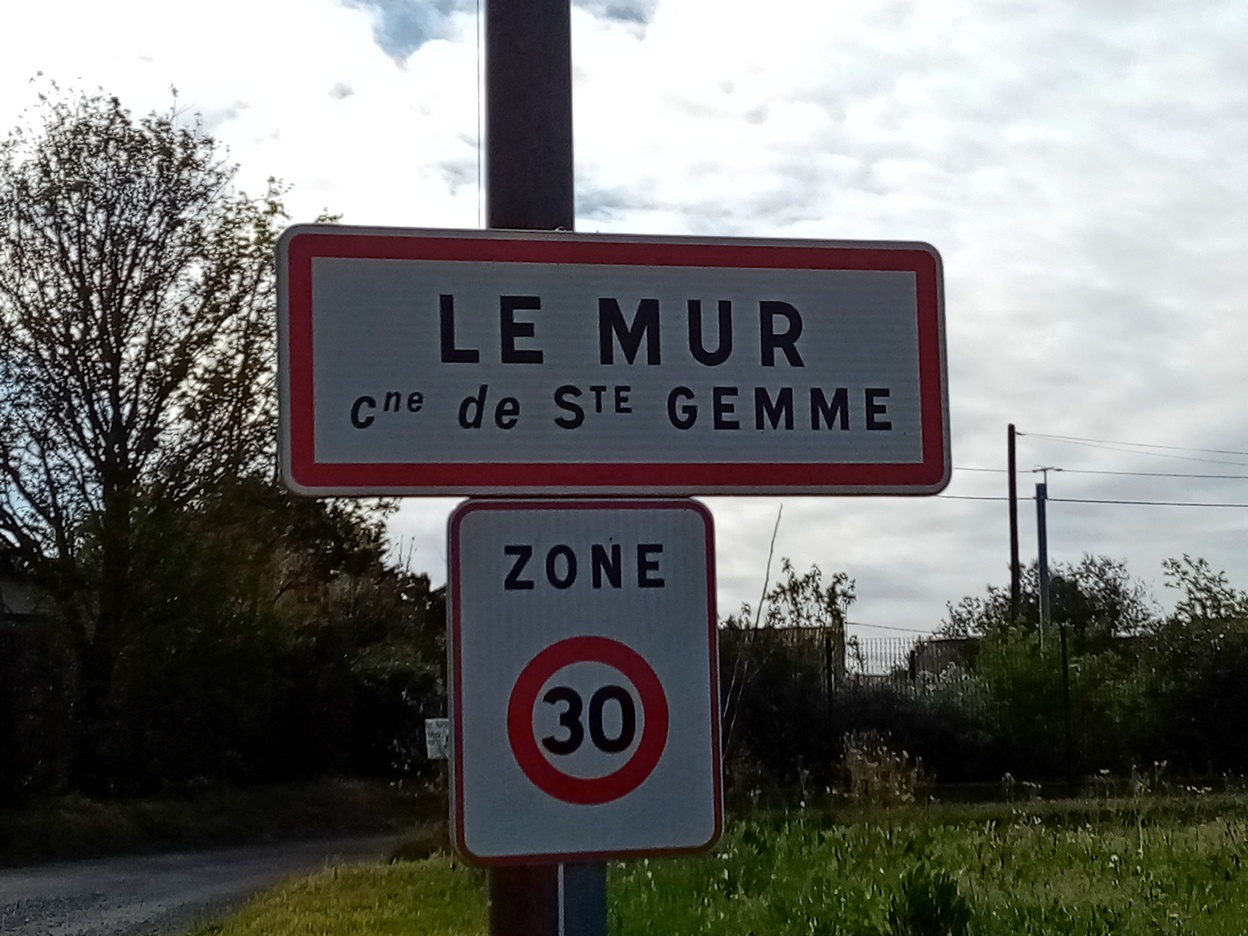 LE MUR
cne de STE GEMME
ZONE
30